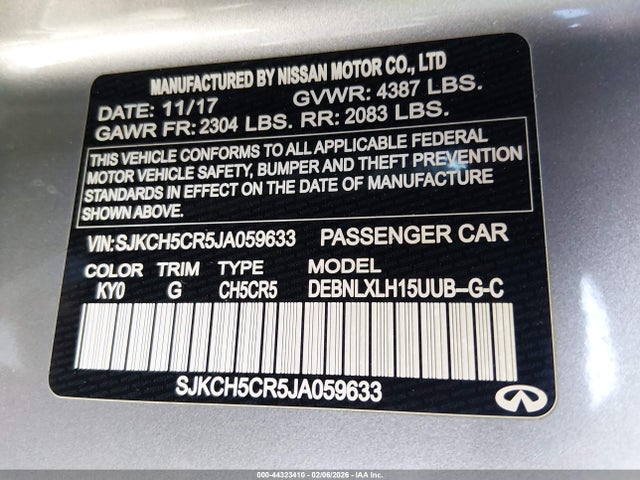 MANUFACTURED BY NISSAN MOTOR CO., LTD
DATE: 11/17 GVWR: 4387 LBS.
GAWR FR: 2304 LBS. RR: 2083 LBS.
THIS VEHICLE CONFORMS TO ALL APPLICABLE FEDERAL
MOTOR VEHICLE SAFETY, BUMPER AND THEFT PREVENTION
STANDARDS IN EFFECT ON THE DATE OF MANUFACTURE
SHOWN ABOVE.
VIN: SJKCH5CR5JA059633 PASSENGER CAR
COLOR TRIM TYPE MODEL
KY0 G CH5CR5 DEBNLXLH15UUB-G-C
SJKCH5CR5JA059633
000-44323410 - 02/06/2026 - IAA Inc.